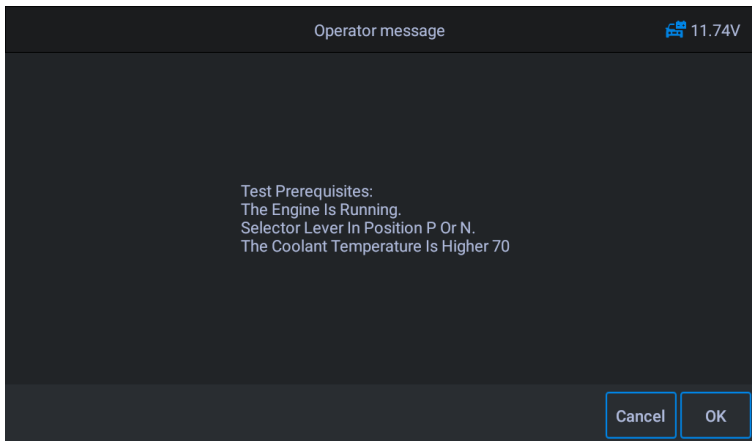 Operator message
11.74V
Test Prerequisites:
The Engine Is Running.
Selector Lever In Position P Or N.
The Coolant Temperature Is Higher 70
Cancel
OK